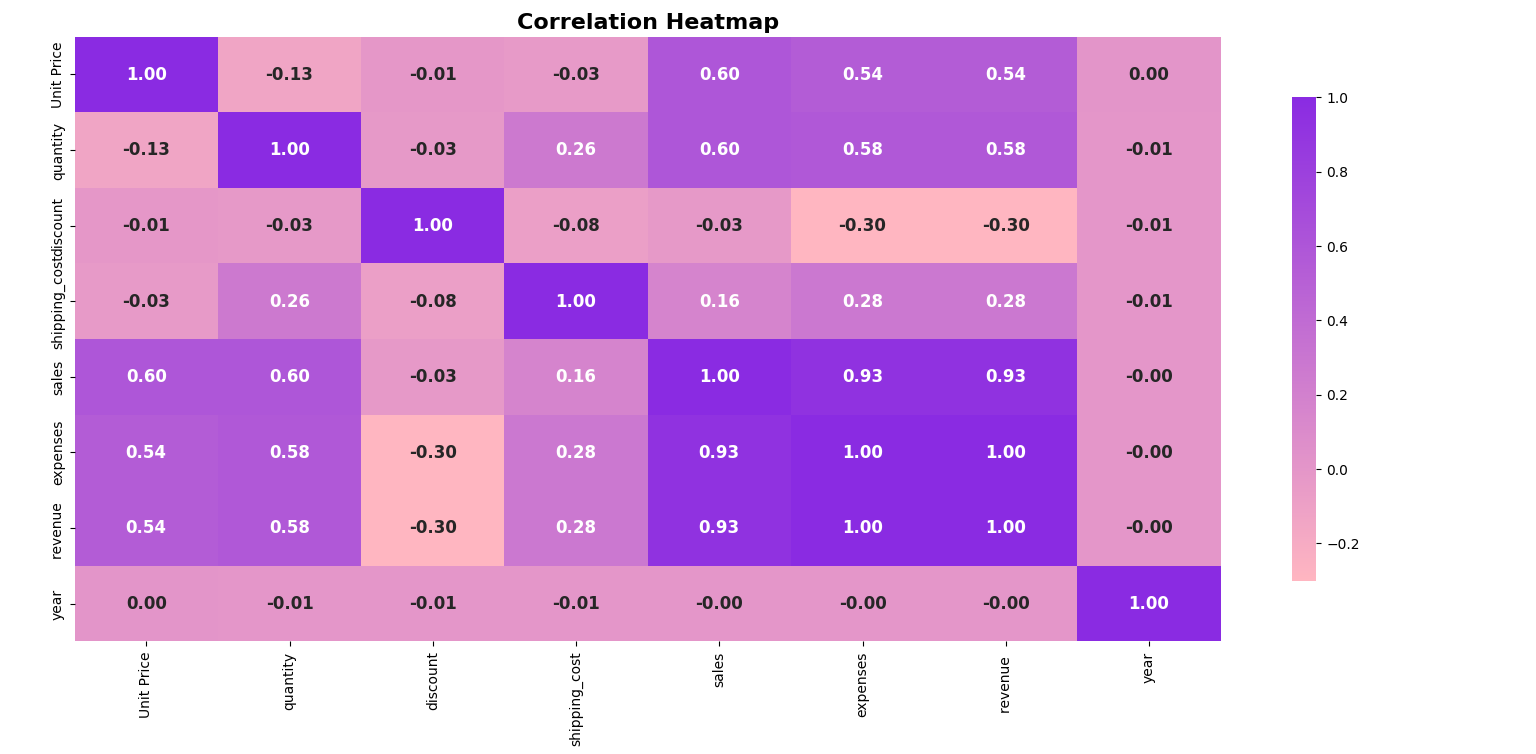 Correlation Heatmap
Unit Price 1.00 -0.13 -0.01 -0.03 0.60 0.54 0.54 0.00
quantity -0.13 1.00 -0.03 0.26 0.60 0.58 0.58 -0.01
discount -0.01 -0.03 1.00 -0.08 -0.03 -0.30 -0.30 -0.01
shipping_cost -0.03 0.26 -0.08 1.00 0.16 0.28 0.28 -0.01
sales 0.60 0.60 -0.03 0.16 1.00 0.93 0.93 -0.00
expenses 0.54 0.58 -0.30 0.28 0.93 1.00 1.00 -0.00
revenue 0.54 0.58 -0.30 0.28 0.93 1.00 1.00 -0.00
year 0.00 -0.01 -0.01 -0.01 -0.00 -0.00 -0.00 1.00
Unit Price quantity discount shipping_cost sales expenses revenue year
1.0
0.8
0.6
0.4
0.2
0.0
−0.2